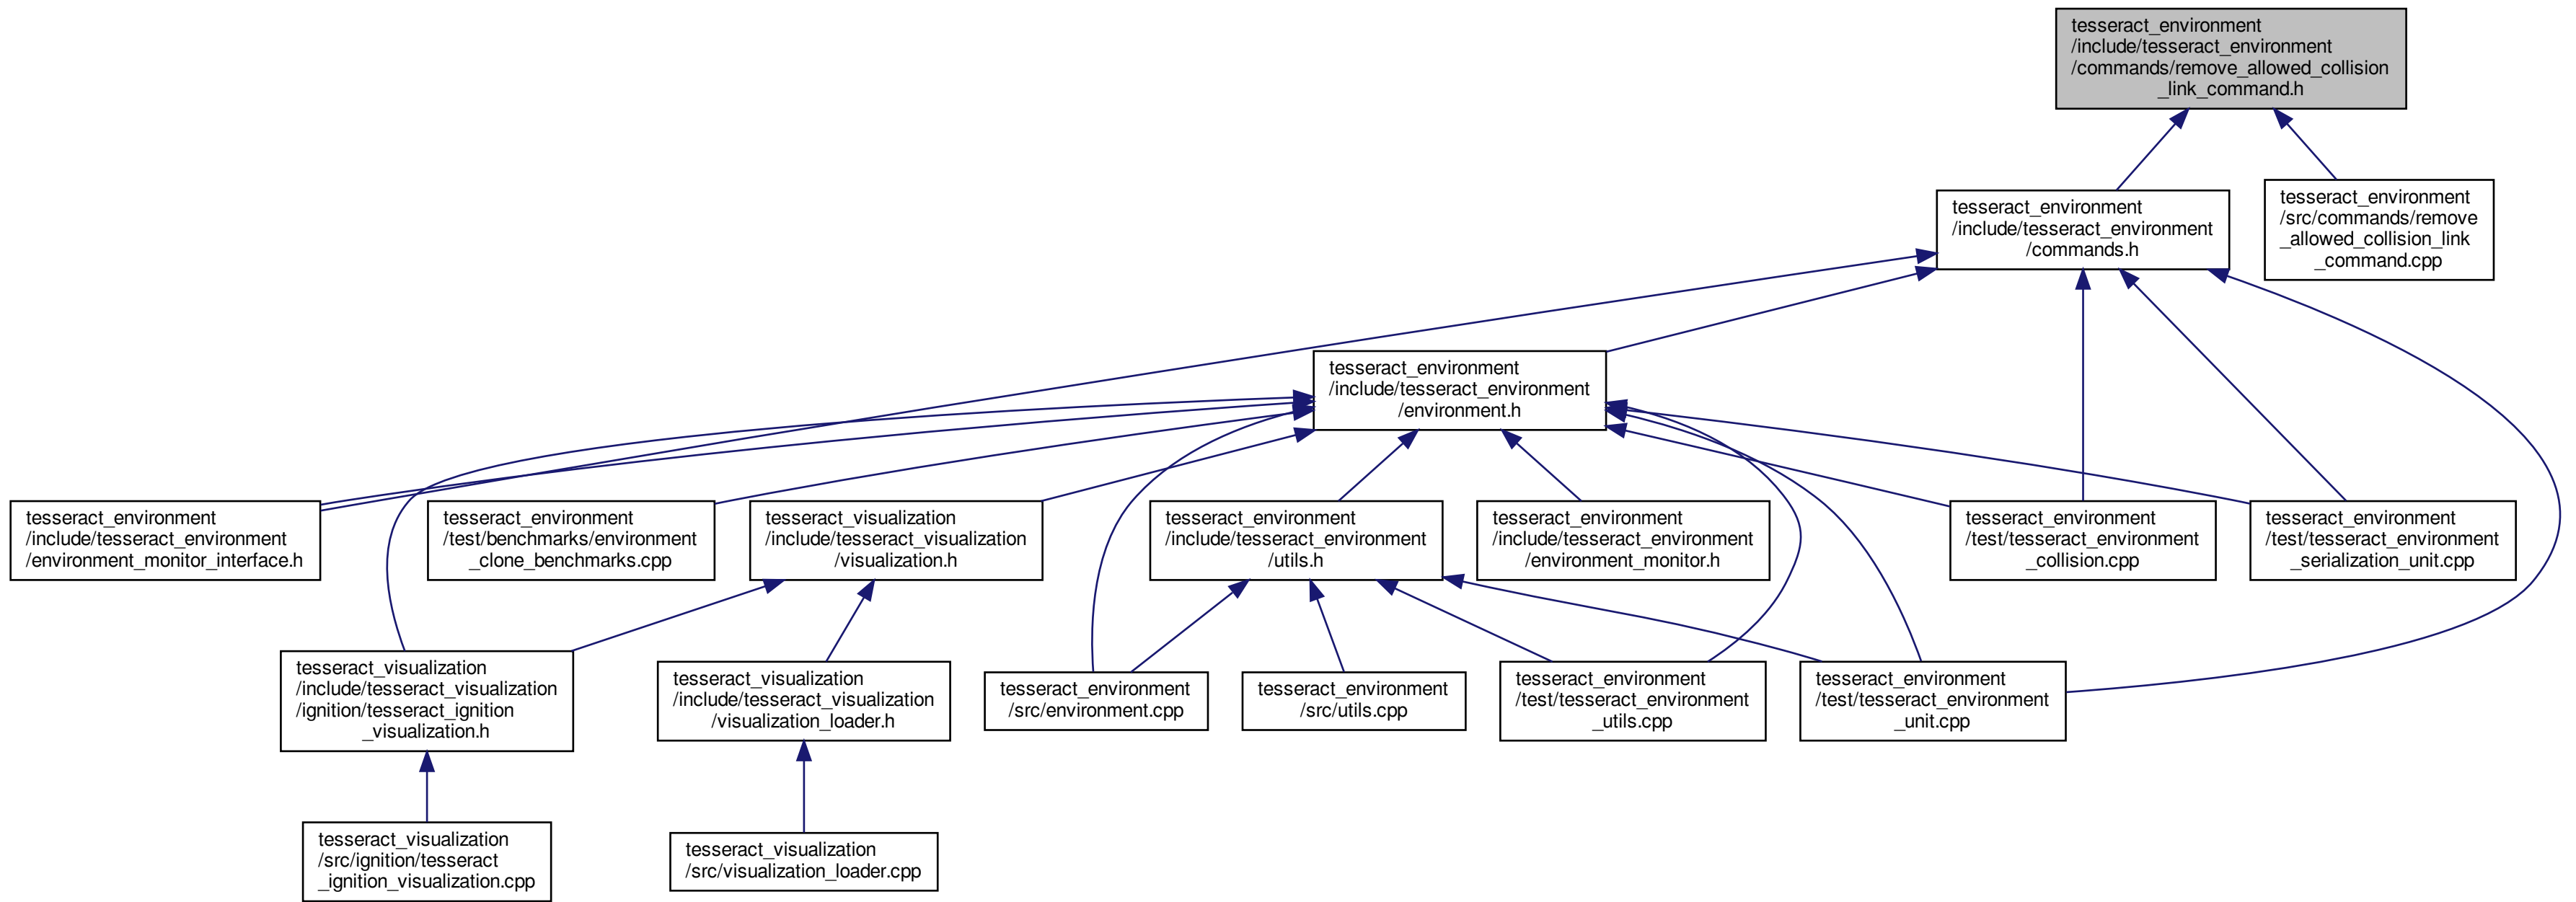 tesseract_environment
/include/tesseract_environment
/commands/remove_allowed_collision
_link_command.h
tesseract_environment
/include/tesseract_environment
/commands.h
tesseract_environment
/src/commands/remove
_allowed_collision_link
_command.cpp
tesseract_environment
/include/tesseract_environment
/environment.h
tesseract_environment
/include/tesseract_environment
/environment_monitor_interface.h
tesseract_environment
/test/benchmarks/environment
_clone_benchmarks.cpp
tesseract_visualization
/include/tesseract_visualization
/visualization.h
tesseract_environment
/include/tesseract_environment
/utils.h
tesseract_environment
/include/tesseract_environment
/environment_monitor.h
tesseract_environment
/test/tesseract_environment
_collision.cpp
tesseract_environment
/test/tesseract_environment
_serialization_unit.cpp
tesseract_visualization
/include/tesseract_visualization
/ignition/tesseract_ignition
_visualization.h
tesseract_visualization
/include/tesseract_visualization
/visualization_loader.h
tesseract_environment
/src/environment.cpp
tesseract_environment
/src/utils.cpp
tesseract_environment
/test/tesseract_environment
_utils.cpp
tesseract_environment
/test/tesseract_environment
_unit.cpp
tesseract_visualization
/src/ignition/tesseract
_ignition_visualization.cpp
tesseract_visualization
/src/visualization_loader.cpp